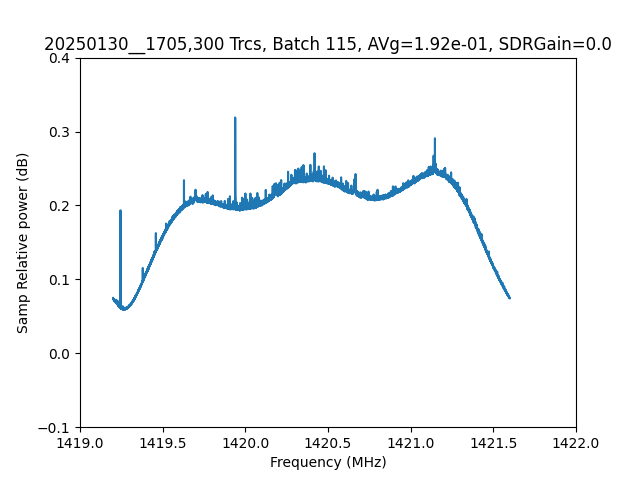 20250130__1705,300 Trcs, Batch 115, AVg=1.92e-01, SDRGain=0.0
0.4
0.3
0.2
0.1
0.0
−0.1
Samp Relative power (dB)
1419.0 1419.5 1420.0 1420.5 1421.0 1421.5 1422.0
Frequency (MHz)